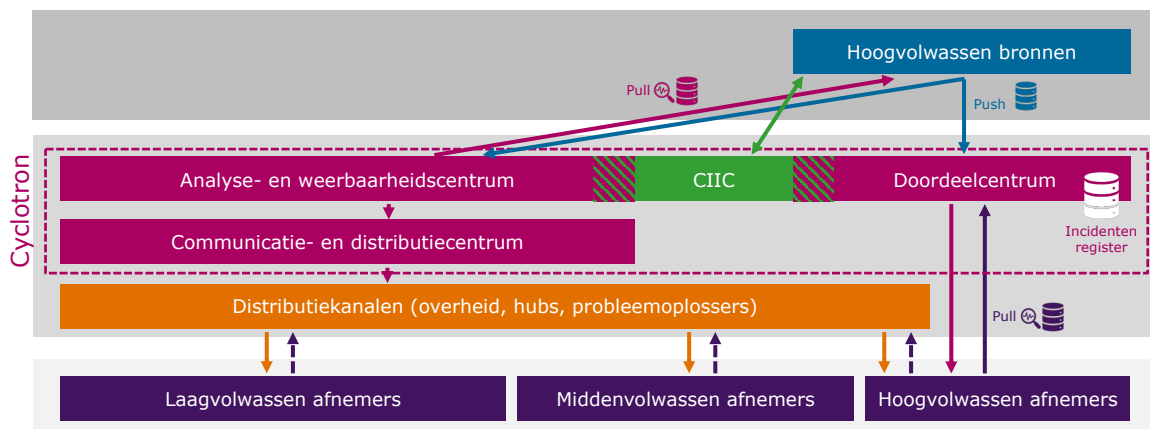 Hoogvolwassen bronnen
Pull
Push
Cyclotron
Analyse- en weerbaarheidscentrum
CIIC
Doordeelcentrum
Incidenten
register
Communicatie- en distributiecentrum
Distributiekanalen (overheid, hubs, probleemoplossers)
Pull
Laagvolwassen afnemers
Middenvolwassen afnemers
Hoogvolwassen afnemers